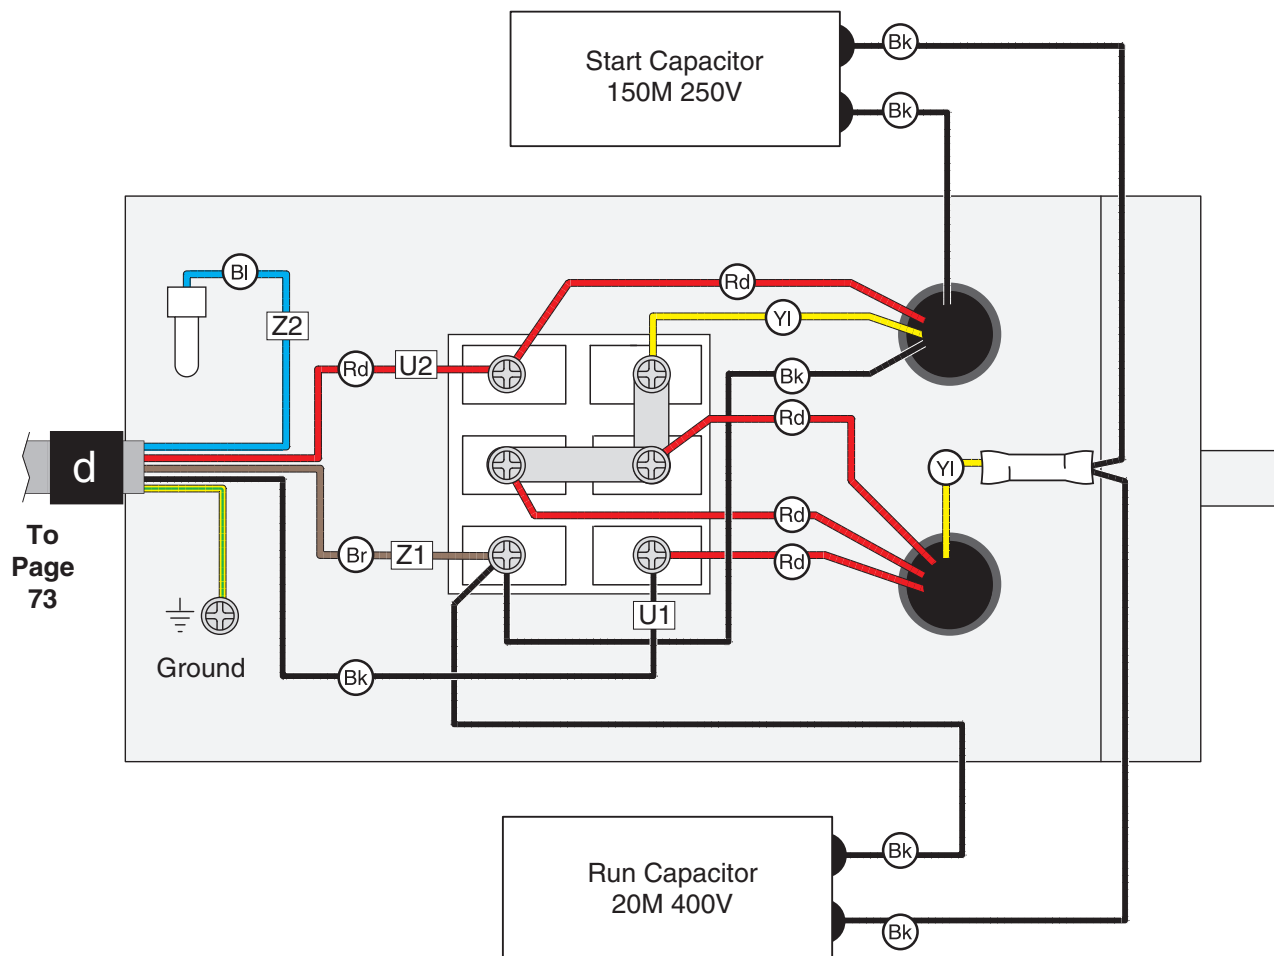 Start Capacitor
150M 250V
Bk
Bk
Bl
Z2
Rd
Yl
Rd
U2
Bk
Rd
d
Yl
To
Page
73
Rd
Br
Z1
Rd
U1
Ground
Bk
Run Capacitor
20M 400V
Bk
Bk